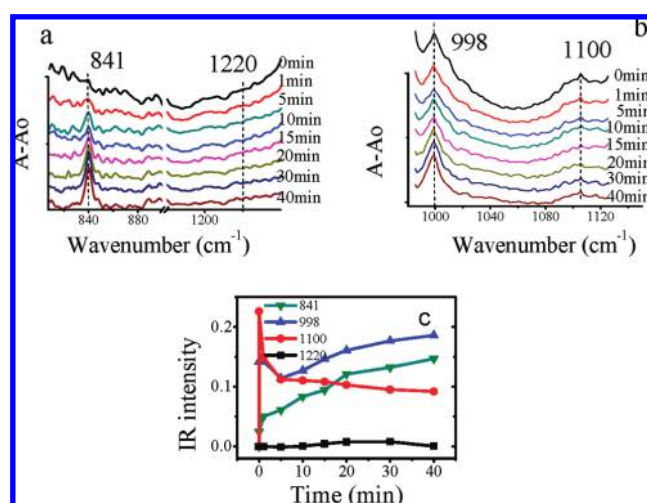 a
841
1220
0min
1min
5min
10min
15min
20min
30min
40min
A-Ao
840
880
1200
Wavenumber (cm⁻¹)
b
998
1100
0min
1min
5min
10min
15min
20min
30min
40min
A-Ao
1000
1040
1080
1120
Wavenumber (cm⁻¹)
c
841
998
1100
1220
0.2
0.1
0.0
IR intensity
0
10
20
30
40
Time (min)